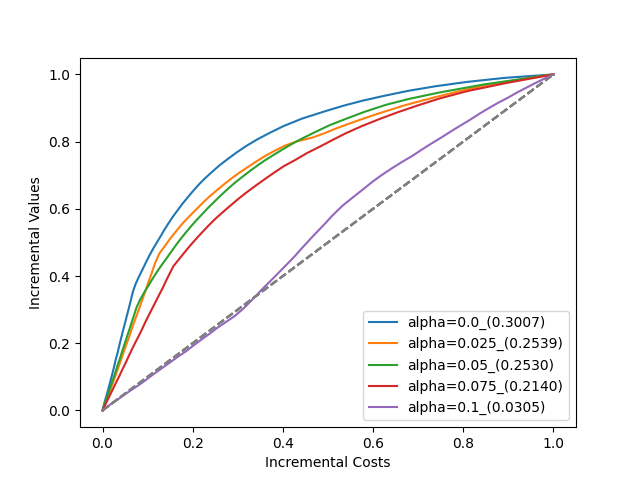 1.0
0.8
0.6
0.4
0.2
0.0
Incremental Values
0.0 0.2 0.4 0.6 0.8 1.0
Incremental Costs
alpha=0.0_(0.3007)
alpha=0.025_(0.2539)
alpha=0.05_(0.2530)
alpha=0.075_(0.2140)
alpha=0.1_(0.0305)